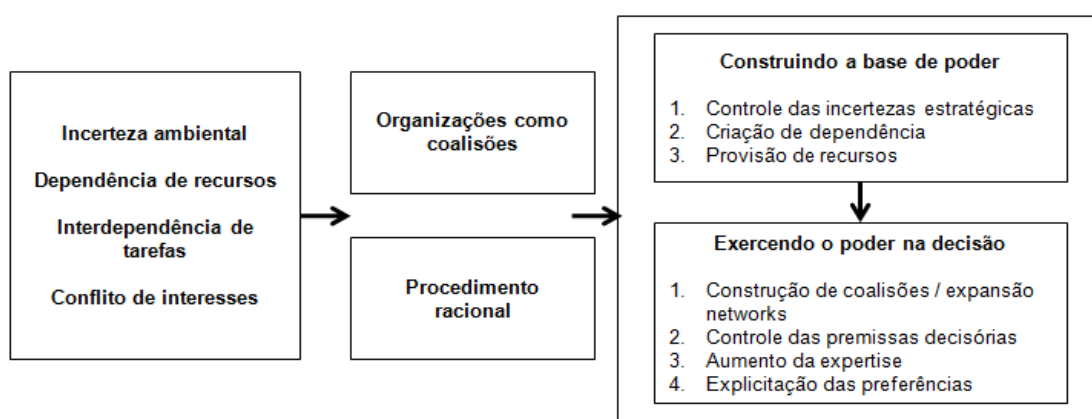 Incerteza ambiental
Dependência de recursos
Interdependência de
tarefas
Conflito de interesses
Organizações como
coalisões
Procedimento
racional
Construindo a base de poder
1. Controle das incertezas estratégicas
2. Criação de dependência
3. Provisão de recursos
Exercendo o poder na decisão
1. Construção de coalisões / expansão
networks
2. Controle das premissas decisórias
3. Aumento da expertise
4. Explicitação das preferências